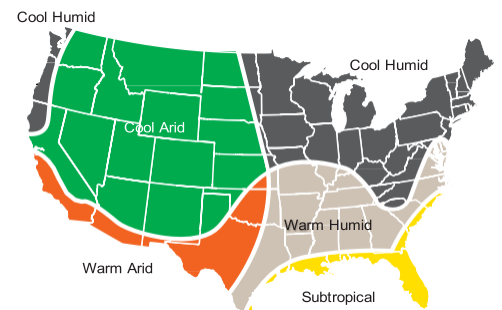 Cool Humid
Cool Humid
Cool Arid
Warm Humid
Warm Arid
Subtropical